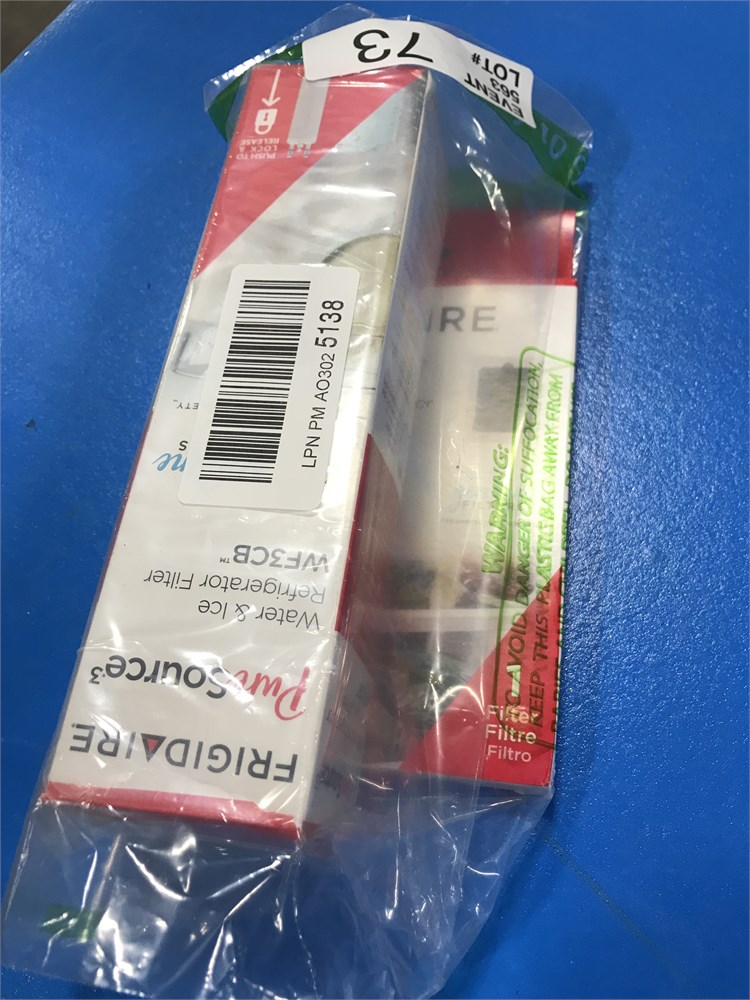 73
EVENT
563
LOT#
PUSH TO
LOCK &
RELEASE
LPN PM AO302 5138
WF3CB™
Refrigerator Filter
Water & Ice
PureSource³
FRIGIDAIRE
IRE
WARNING:
TO AVOID DANGER OF SUFFOCATION,
KEEP THIS PLASTIC BAG AWAY FROM
Filter
Filtre
Filtro